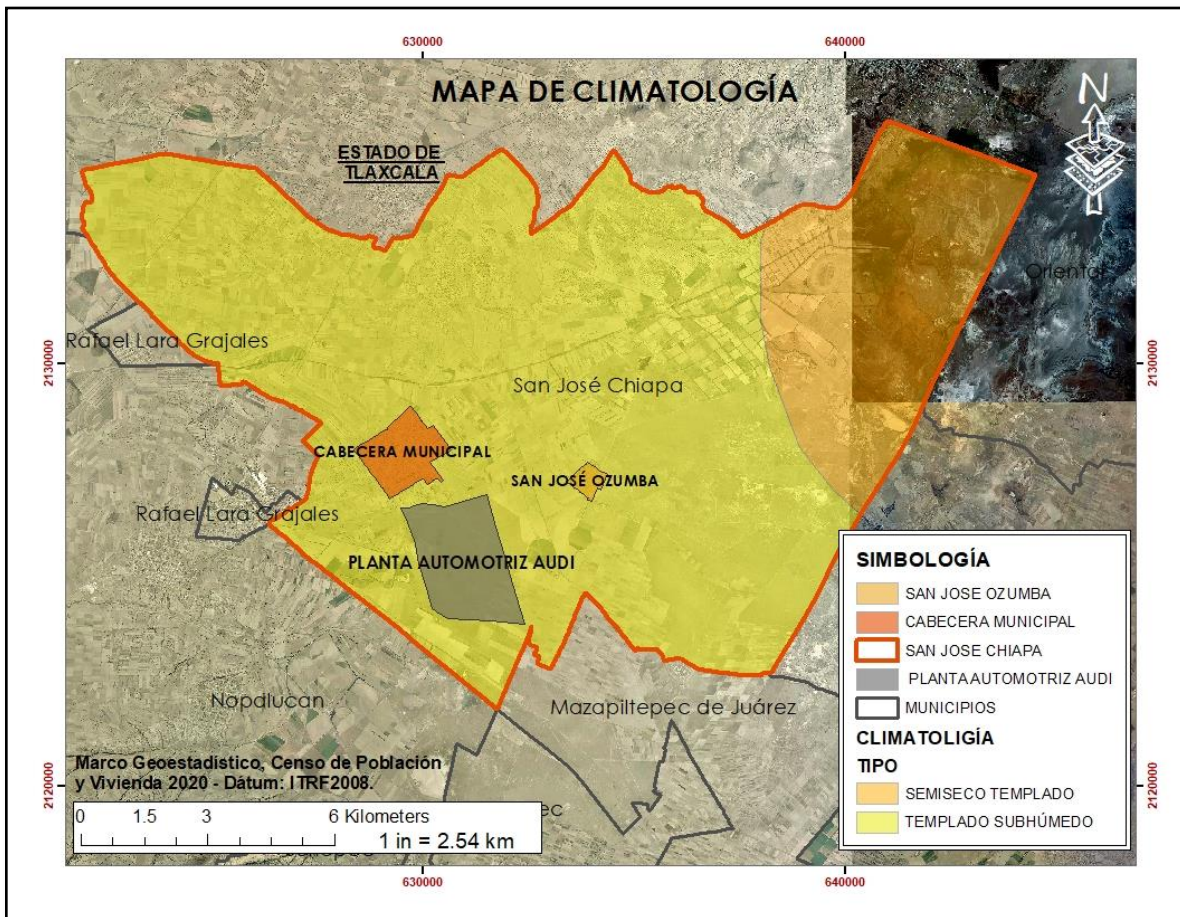 630000
640000
MAPA DE CLIMATOLOGÍA
N
ESTADO DE
TLAXCALA
Oriental
Rafael Lara Grajales
2130000
2130000
San José Chiapa
CABECERA MUNICIPAL
SAN JOSÉ OZUMBA
Rafael Lara Grajales
PLANTA AUTOMOTRIZ AUDI
SIMBOLOGÍA
SAN JOSE OZUMBA
CABECERA MUNICIPAL
SAN JOSE CHIAPA
PLANTA AUTOMOTRIZ AUDI
MUNICIPIOS
CLIMATOLIGÍA
TIPO
SEMISECO TEMPLADO
TEMPLADO SUBHÚMEDO
Nopalucan
Mazapiltepec de Juárez
Marco Geoestadistico, Censo de Población
y Vivienda 2020 - Dátum: ITRF2008.
2120000
2120000
0 1.5 3 6 Kilometers
1 in = 2.54 km
630000
640000